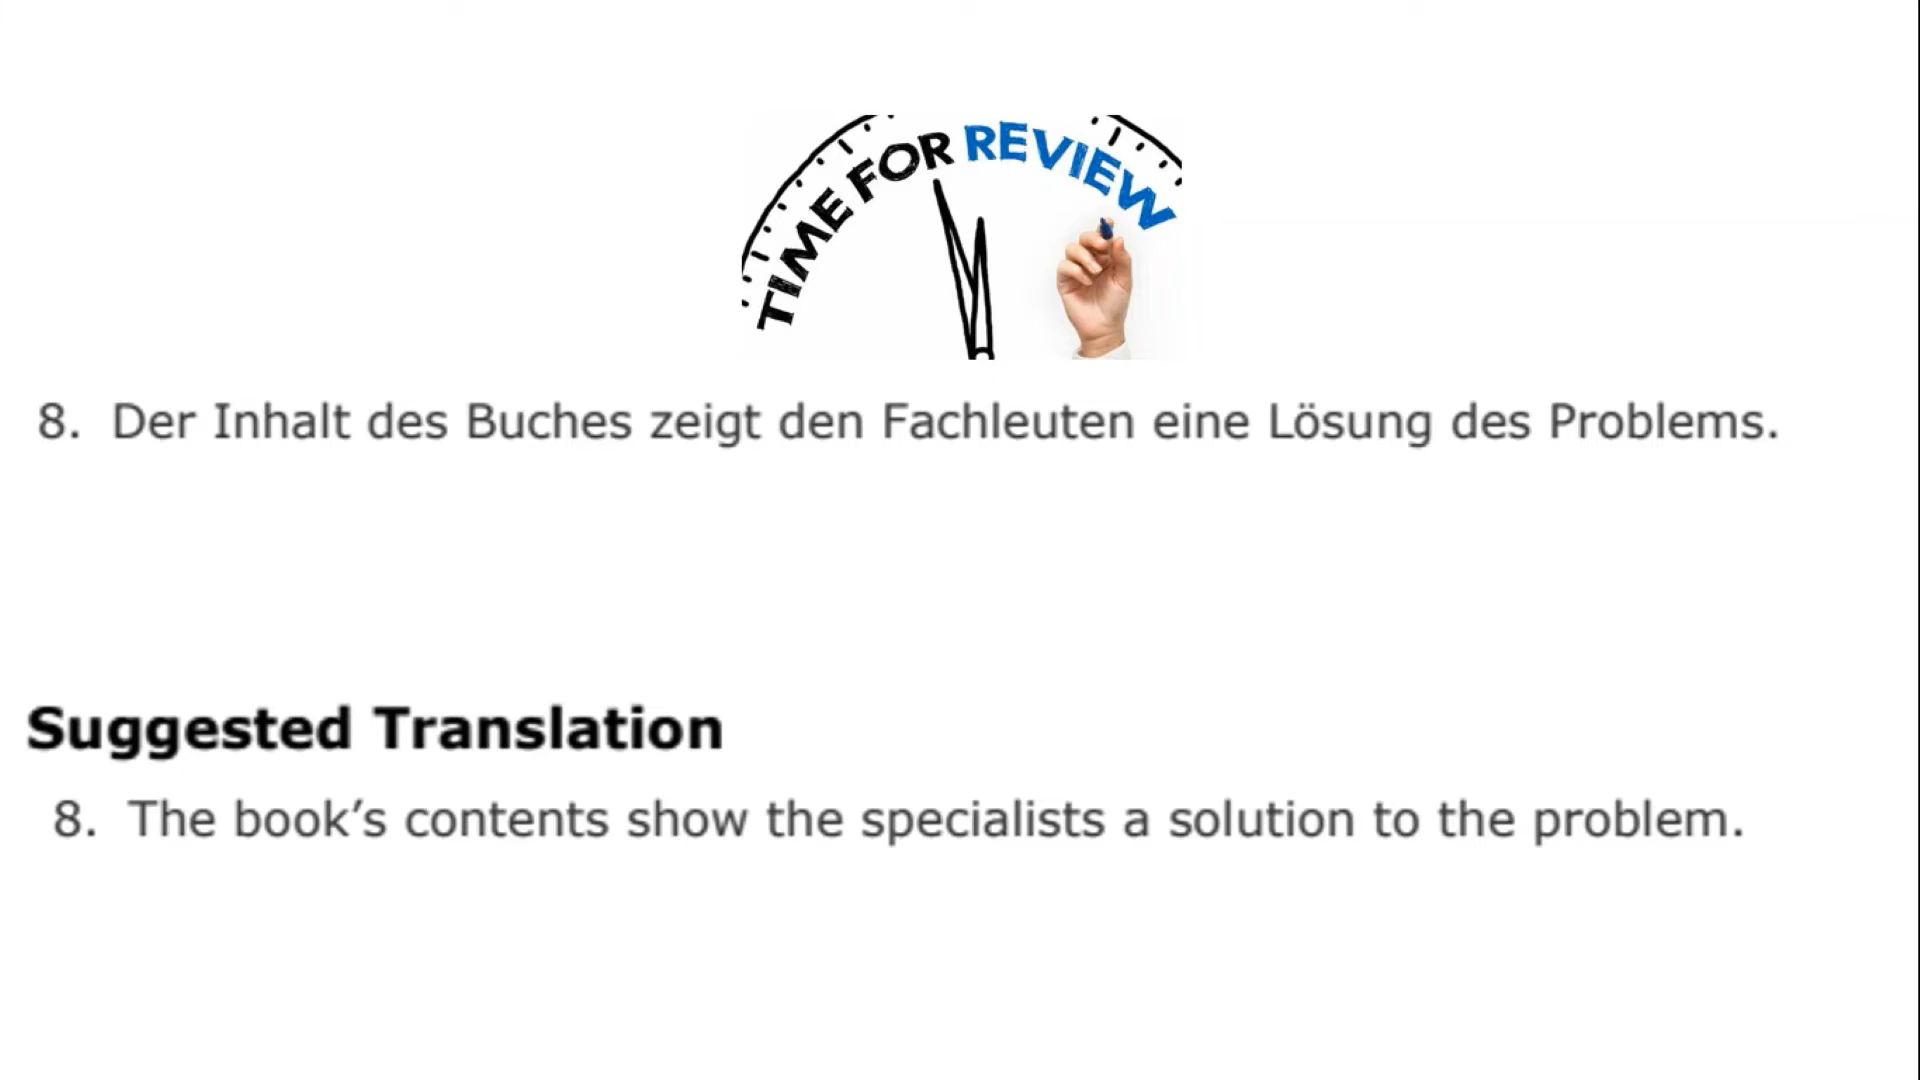 TIME FOR REVIEW
8. Der Inhalt des Buches zeigt den Fachleuten eine Lösung des Problems.
Suggested Translation
8. The book’s contents show the specialists a solution to the problem.